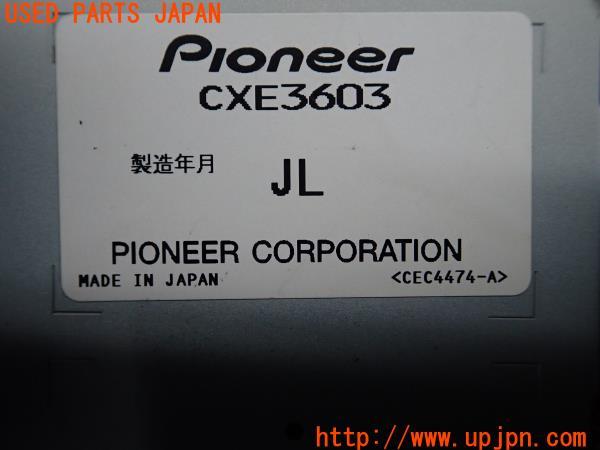 USED PARTS JAPAN
Pioneer
CXE3603
製造年月 JL
PIONEER CORPORATION
MADE IN JAPAN <CEC4474-A>
http://www.upjpn.com